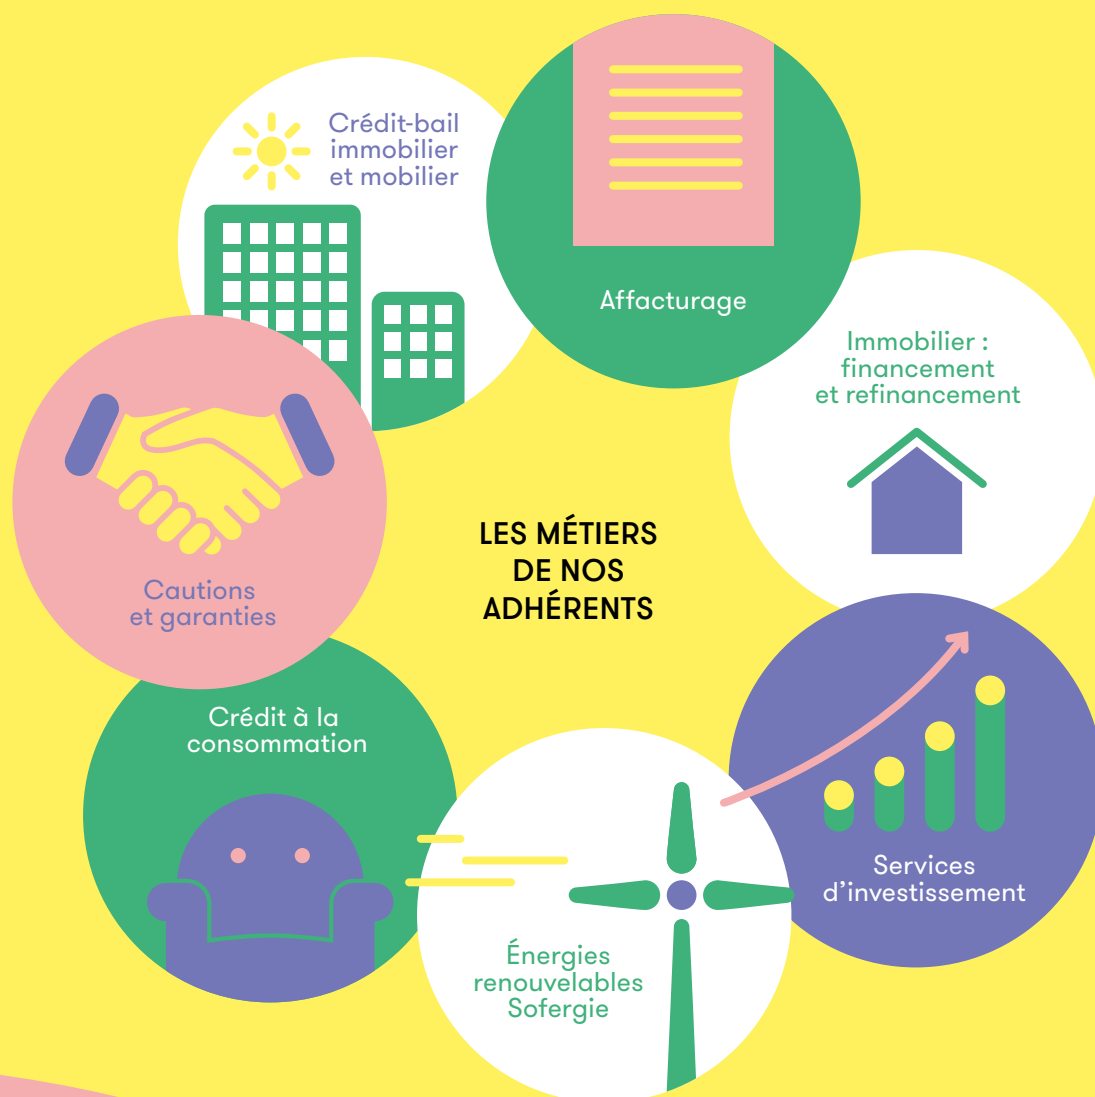 Crédit-bail
immobilier
et mobilier
Affacturage
Immobilier :
financement
et refinancement
LES MÉTIERS
DE NOS
ADHÉRENTS
Cautions
et garanties
Crédit à la
consommation
Services
d’investissement
Énergies
renouvelables
Sofergie